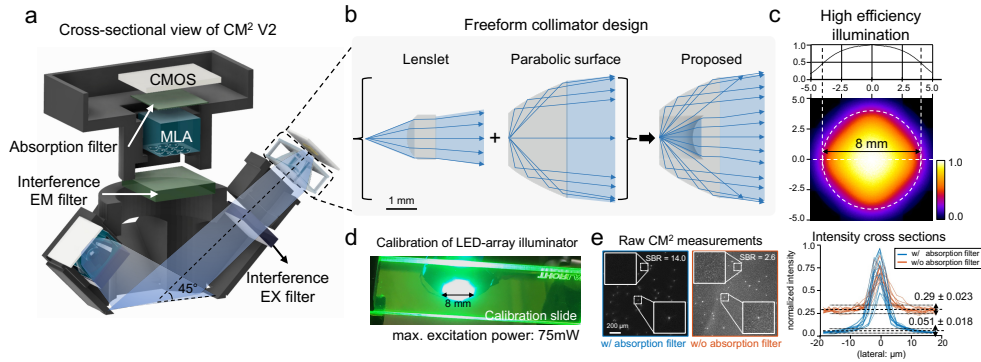 a
Cross-sectional view of CM² V2
CMOS
Absorption filter
MLA
Interference
EM filter
45°
Interference
EX filter
b
Freeform collimator design
Lenslet
Parabolic surface
Proposed
+
1 mm
c
High efficiency
illumination
1.0
0.5
0.0
-5.0 -2.5 0.0 2.5 5.0
5.0
2.5
0.0
-2.5
-5.0
8 mm
1.0
0.0
d
Calibration of LED-array illuminator
8 mm
Calibration slide
max. excitation power: 75mW
e
Raw CM² measurements
SBR = 14.0
SBR = 2.6
200 μm
w/ absorption filter
w/o absorption filter
Intensity cross sections
normalized intensity
1.0
0.8
0.6
0.4
0.2
0.0
w/ absorption filter
w/o absorption filter
0.29 ± 0.023
0.051 ± 0.018
-20 -10 0 10 20
(lateral: μm)